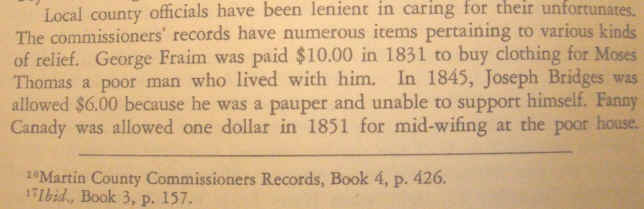 Local county officials have been lenient in caring for their unfortunates.
The commissioners' records have numerous items pertaining to various kinds
of relief. George Fraim was paid $10.00 in 1831 to buy clothing for Moses
Thomas a poor man who lived with him. In 1845, Joseph Bridges was
allowed $6.00 because he was a pauper and unable to support himself. Fanny
Canady was allowed one dollar in 1851 for mid-wifing at the poor house.
¹⁶Martin County Commissioners Records, Book 4, p. 426.
¹⁷Ibid., Book 3, p. 157.